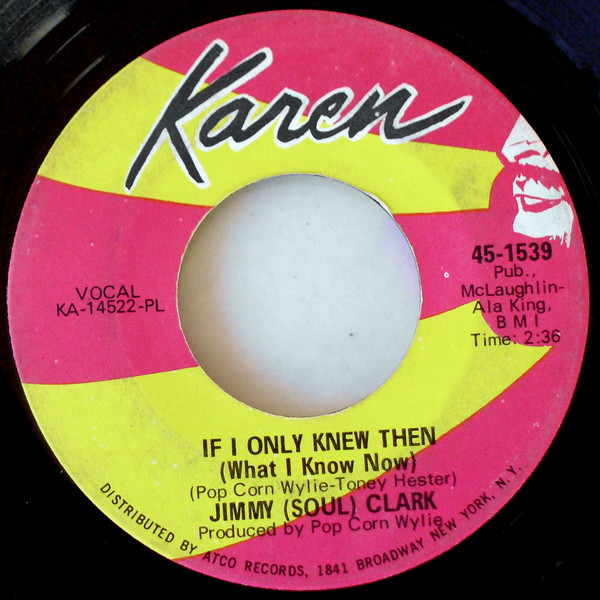 Karen
VOCAL
KA-14522-PL
45-1539
Pub.,
McLaughlin-
Ala King,
B M I
Time: 2:36
IF I ONLY KNEW THEN
(What I Know Now)
(Pop Corn Wylie-Toney Hester)
JIMMY (SOUL) CLARK
Produced by Pop Corn Wylie
DISTRIBUTED BY ATCO RECORDS, 1841 BROADWAY NEW YORK, N. Y.